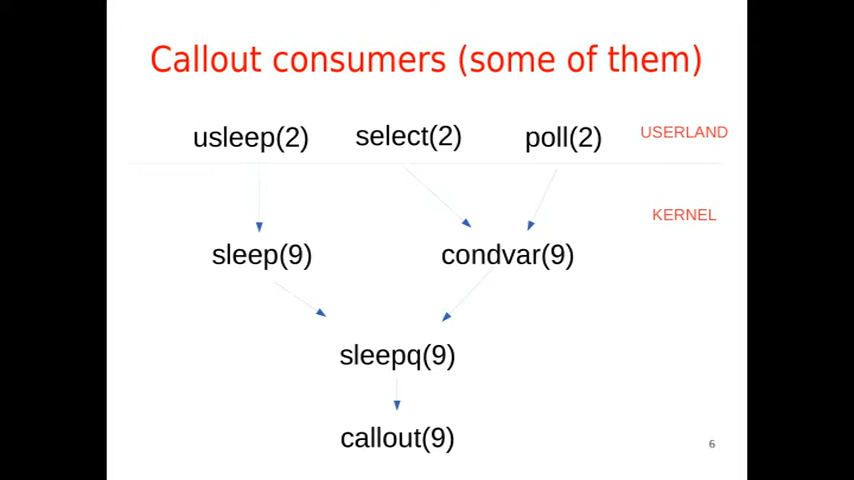 Callout consumers (some of them)
usleep(2) select(2) poll(2) USERLAND
KERNEL
sleep(9) condvar(9)
sleepq(9)
callout(9)
6